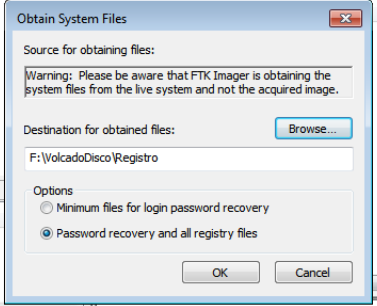 Obtain System Files
Source for obtaining files:
Warning: Please be aware that FTK Imager is obtaining the
system files from the live system and not the acquired image.
Destination for obtained files:
Browse...
F:\VolcadoDisco\Registro
Options
Minimum files for login password recovery
Password recovery and all registry files
OK
Cancel